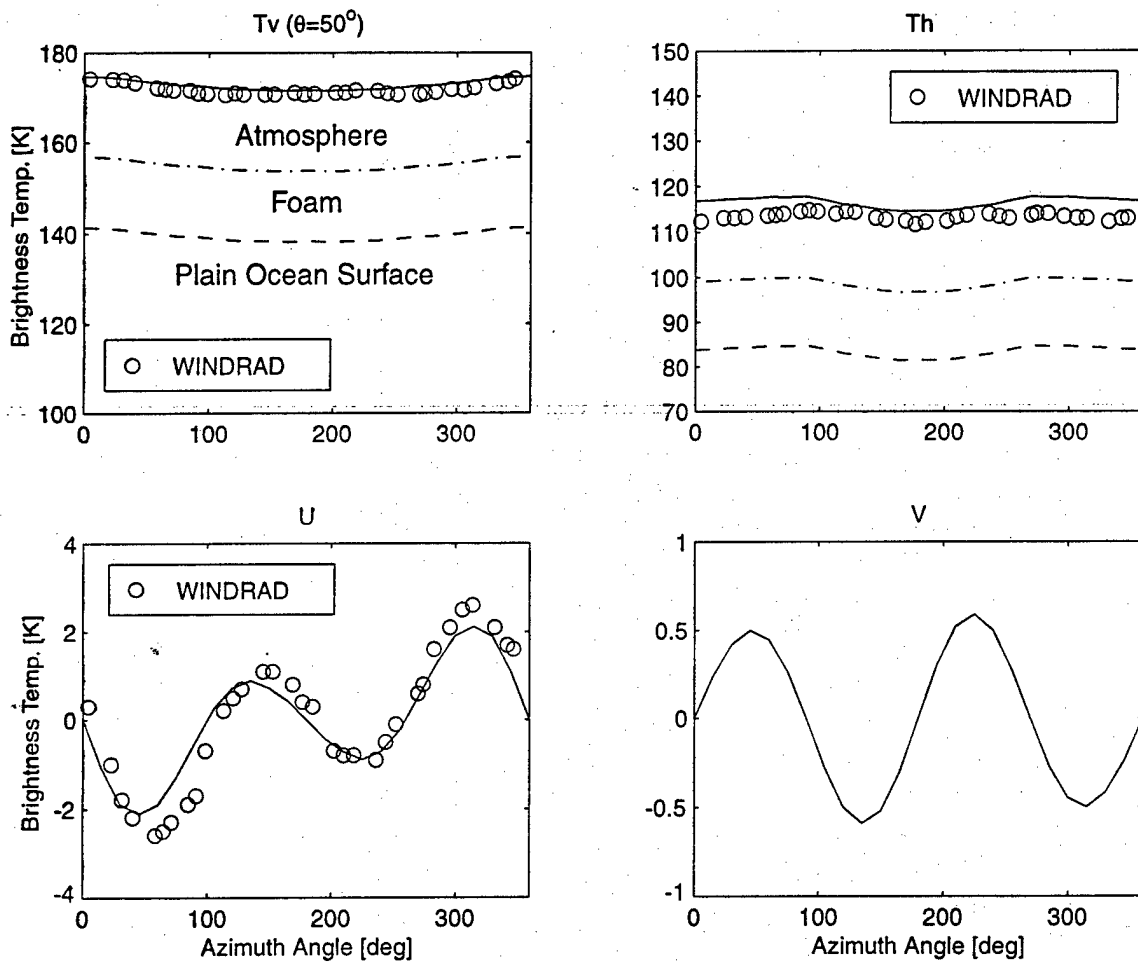 Tv (θ=50°)
Brightness Temp. [K]
180
160
140
120
100
Atmosphere
Foam
Plain Ocean Surface
WINDRAD
0 100 200 300
Th
150
140
130
120
110
100
90
80
70
WINDRAD
0 100 200 300
U
Brightness Temp. [K]
4
2
0
-2
-4
WINDRAD
0 100 200 300
Azimuth Angle [deg]
V
1
0.5
0
-0.5
-1
0 100 200 300
Azimuth Angle [deg]